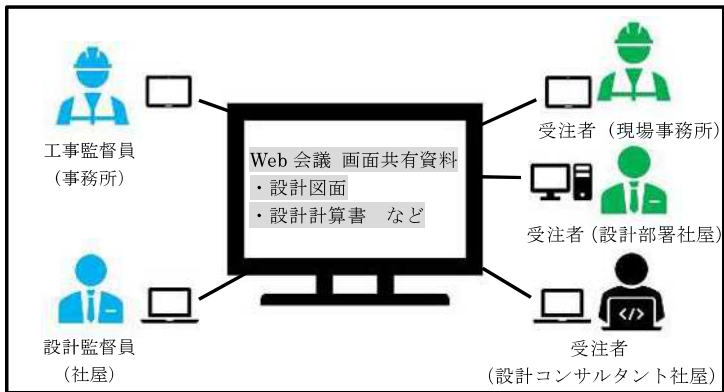 工事監督員
（事務所）
設計監督員
（社屋）
Web 会議 画面共有資料
・設計図面
・設計計算書　など
受注者（現場事務所）
受注者（設計部署社屋）
</>
受注者
（設計コンサルタント社屋）